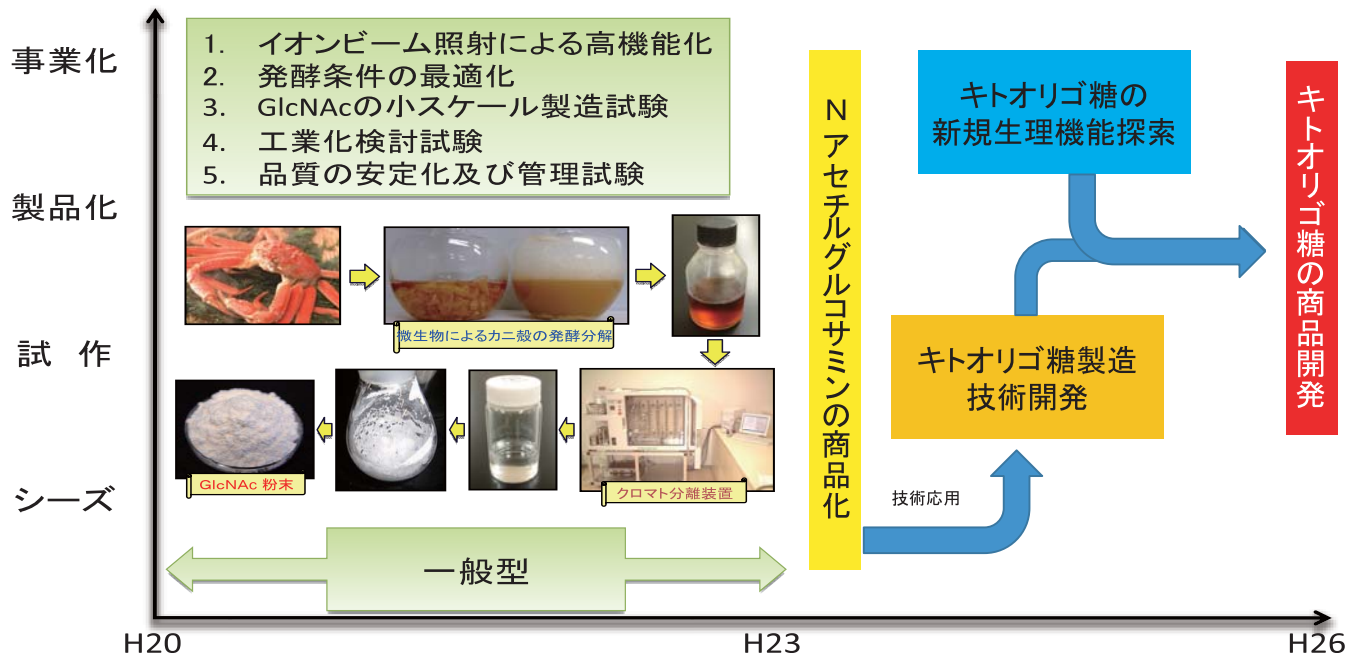 事業化
製品化
試 作
シーズ
1. イオンビーム照射による高機能化
2. 発酵条件の最適化
3. GlcNAcの小スケール製造試験
4. 工業化検討試験
5. 品質の安定化及び管理試験
微生物によるカニ殻の発酵分解
クロマト分離装置
GlcNAc 粉末
一般型
Nアセチルグルコサミンの商品化
キトオリゴ糖の
新規生理機能探索
キトオリゴ糖製造
技術開発
技術応用
キトオリゴ糖の商品開発
H20
H23
H26